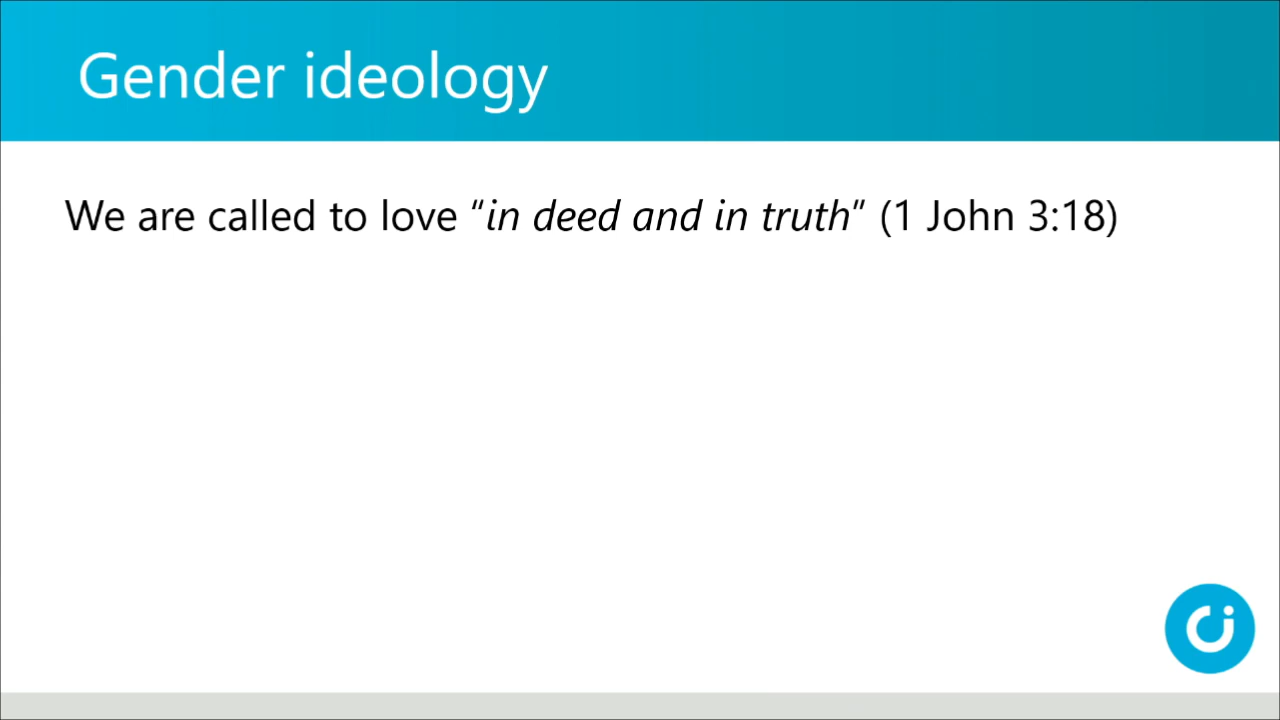 Gender ideology
We are called to love “in deed and in truth” (1 John 3:18)